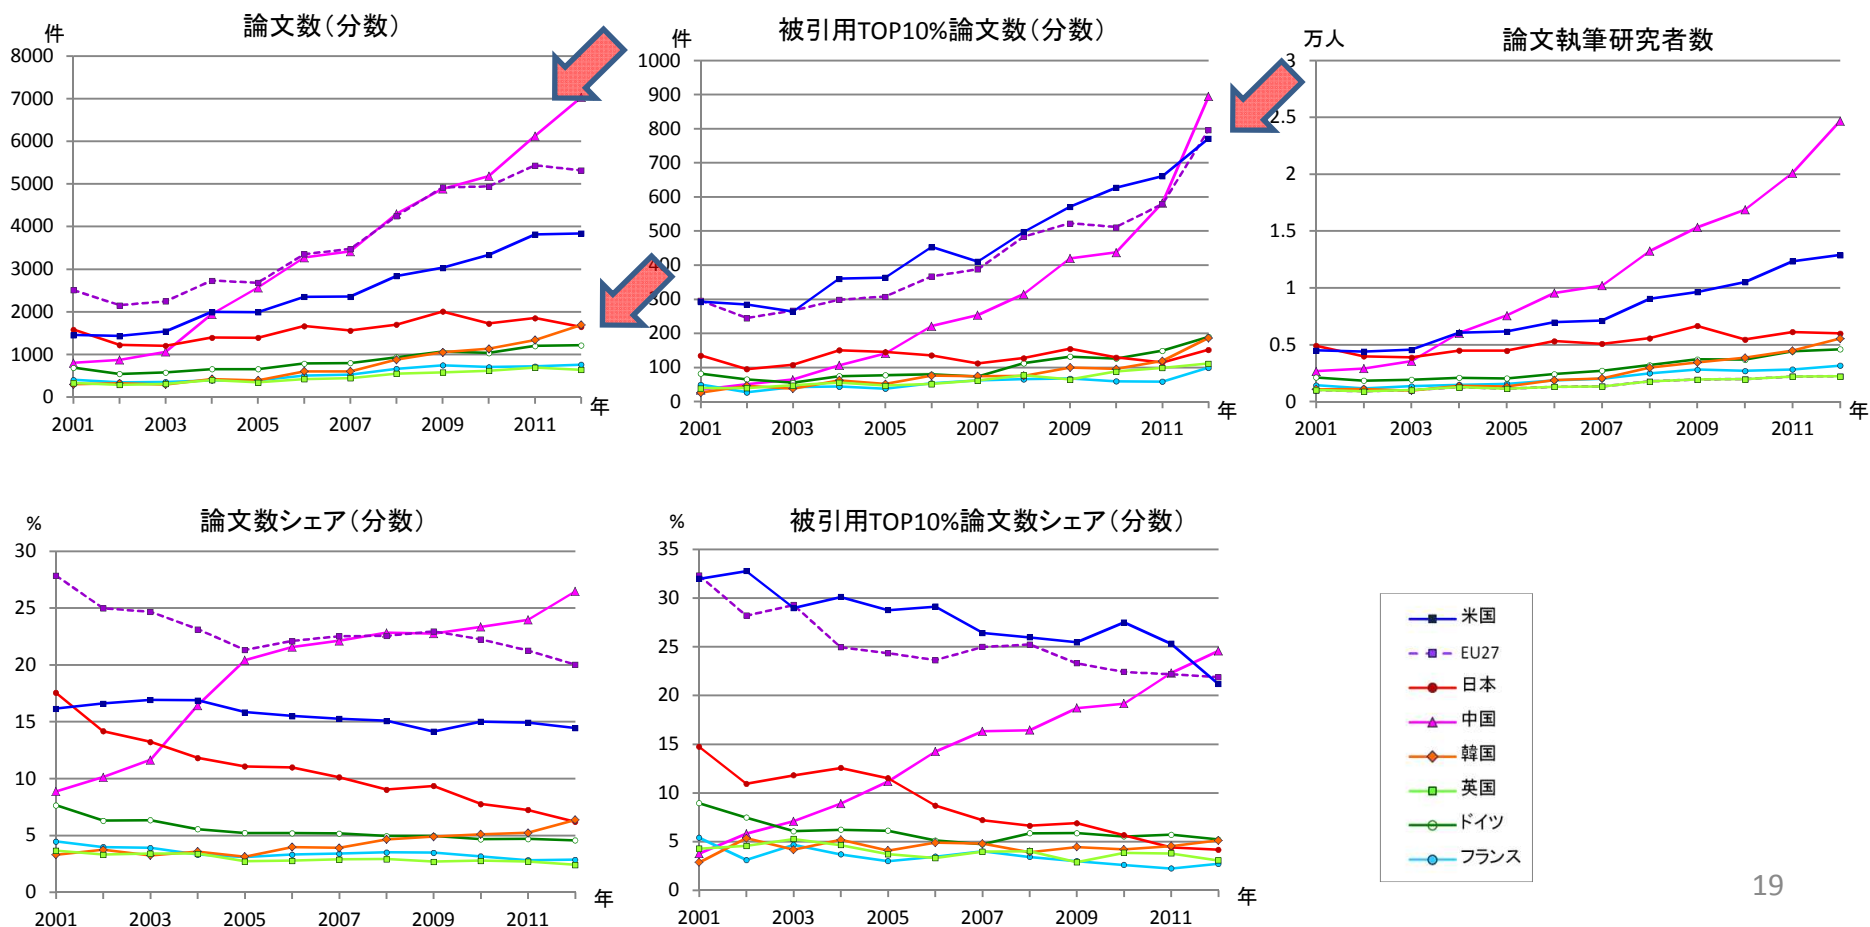 論文数(分数)
件
8000
7000
6000
5000
4000
3000
2000
1000
0
2001 2003 2005 2007 2009 2011
年
被引用TOP10%論文数(分数)
件
1000
900
800
700
600
500
400
300
200
100
0
2001 2003 2005 2007 2009 2011
年
論文執筆研究者数
万人
3
2.5
2
1.5
1
0.5
0
2001 2003 2005 2007 2009 2011
年
論文数シェア(分数)
%
30
25
20
15
10
5
0
2001 2003 2005 2007 2009 2011
年
被引用TOP10%論文数シェア(分数)
%
35
30
25
20
15
10
5
0
2001 2003 2005 2007 2009 2011
年
米国
EU27
日本
中国
韓国
英国
ドイツ
フランス
19